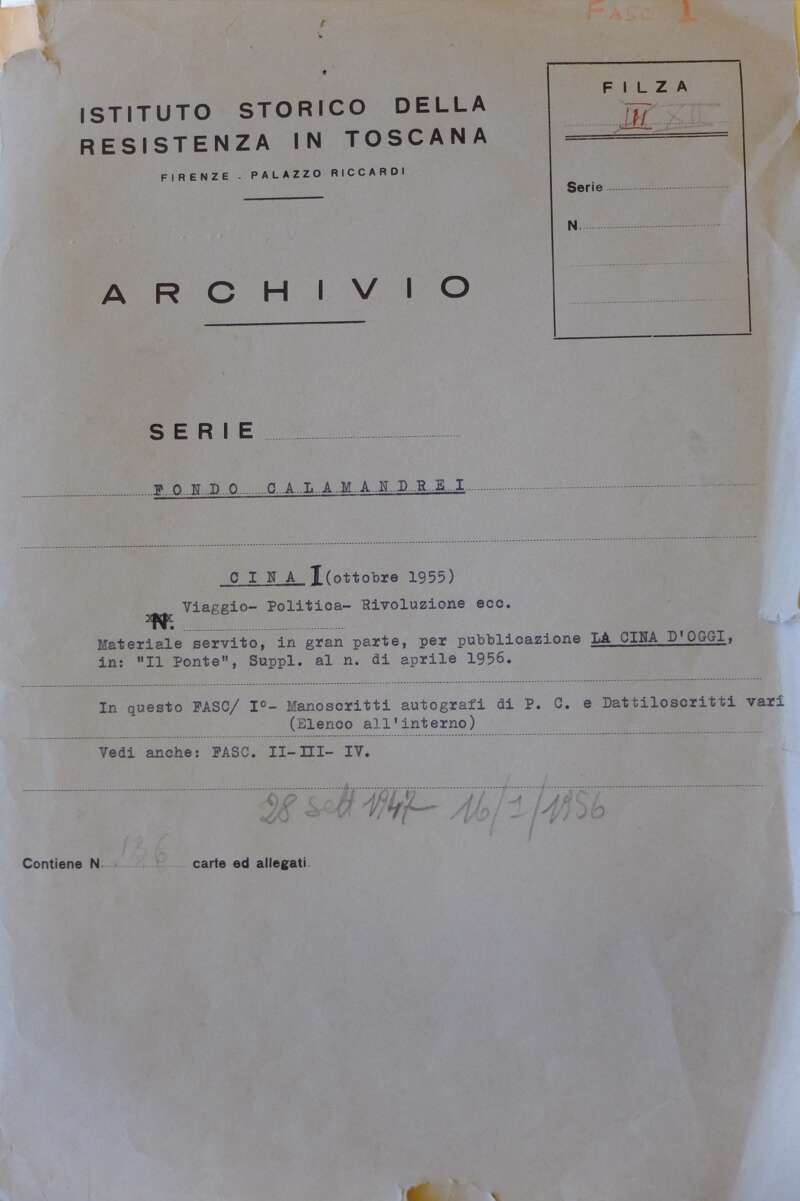 FASC 1
ISTITUTO STORICO DELLA
RESISTENZA IN TOSCANA
FIRENZE . PALAZZO RICCARDI
FILZA
III XII
Serie
N.
ARCHIVIO
SERIE
FONDO CALAMANDREI
CINA I (ottobre 1955)
N. Viaggio- Politica- Rivoluzione ecc.
Materiale servito, in gran parte, per pubblicazione LA CINA D'OGGI,
in: "Il Ponte", Suppl. al n. di aprile 1956.
In questo FASC/ I°- Manoscritti autografi di P. C. e Dattiloscritti vari
(Elenco all'interno)
Vedi anche: FASC. II-III- IV.
28 sett 1947 - 16/1/1956
Contiene N. 136 carte ed allegati